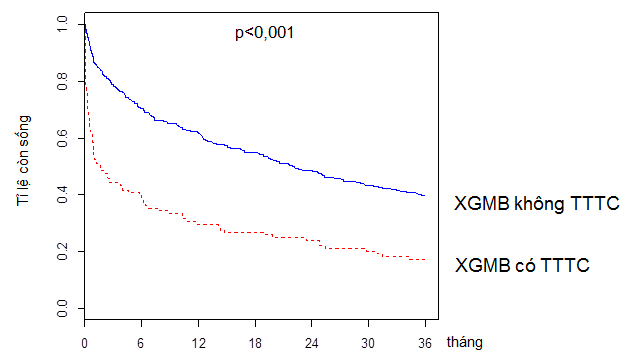 p<0,001
Tỉ lệ còn sống
1.0
0.8
0.6
0.4
0.2
0.0
XGMB không TTTC
XGMB có TTTC
0 6 12 18 24 30 36 tháng